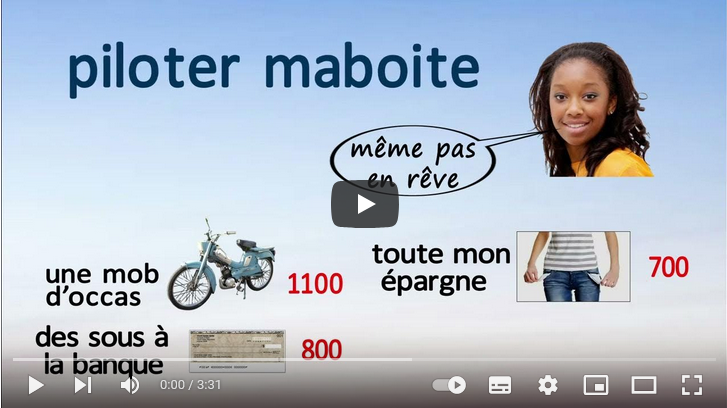 piloter maboite
même pas
en rêve
une mob
d'occas
1100
toute mon
épargne
700
des sous à
la banque
800
0:00 / 3:31